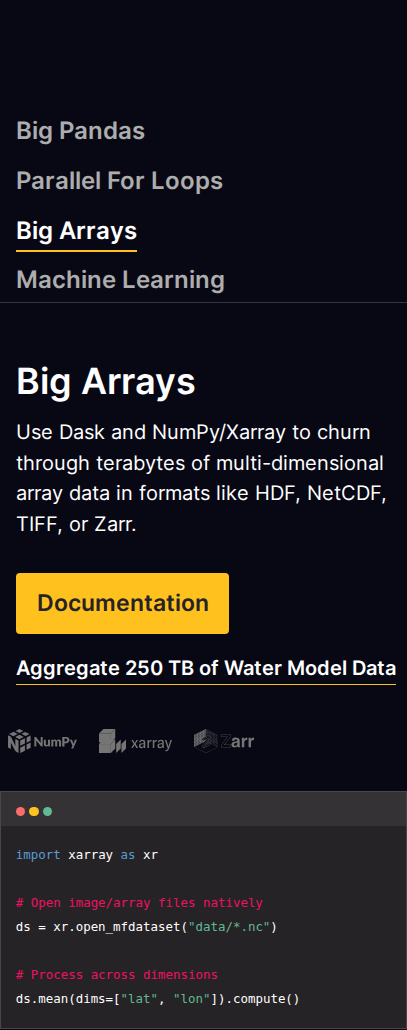 Big Pandas
Parallel For Loops
Big Arrays
Machine Learning
Big Arrays
Use Dask and NumPy/Xarray to churn
through terabytes of multi-dimensional
array data in formats like HDF, NetCDF,
TIFF, or Zarr.
Documentation
Aggregate 250 TB of Water Model Data
NumPy xarray Zarr
import xarray as xr
# Open image/array files natively
ds = xr.open_mfdataset("data/*.nc")
# Process across dimensions
ds.mean(dims=["lat", "lon"]).compute()